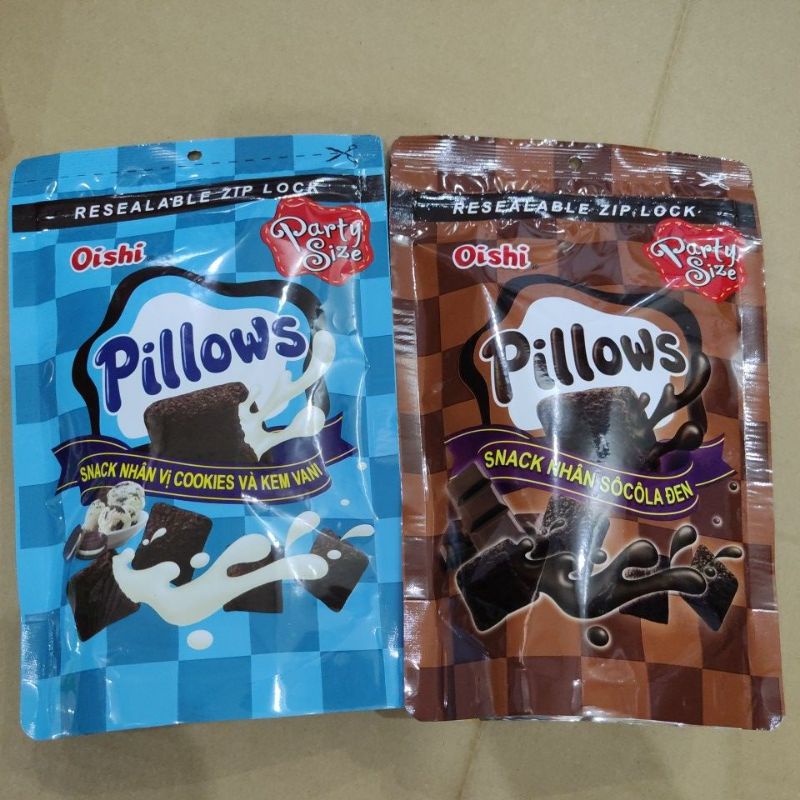 RESEALABLE ZIP LOCK
Oishi
Party
Size
Pillows
SNACK NHÂN VỊ COOKIES VÀ KEM VANI
RESEALABLE ZIP LOCK
Oishi
Party
Size
Pillows
SNACK NHÂN SÔCÔLA ĐEN